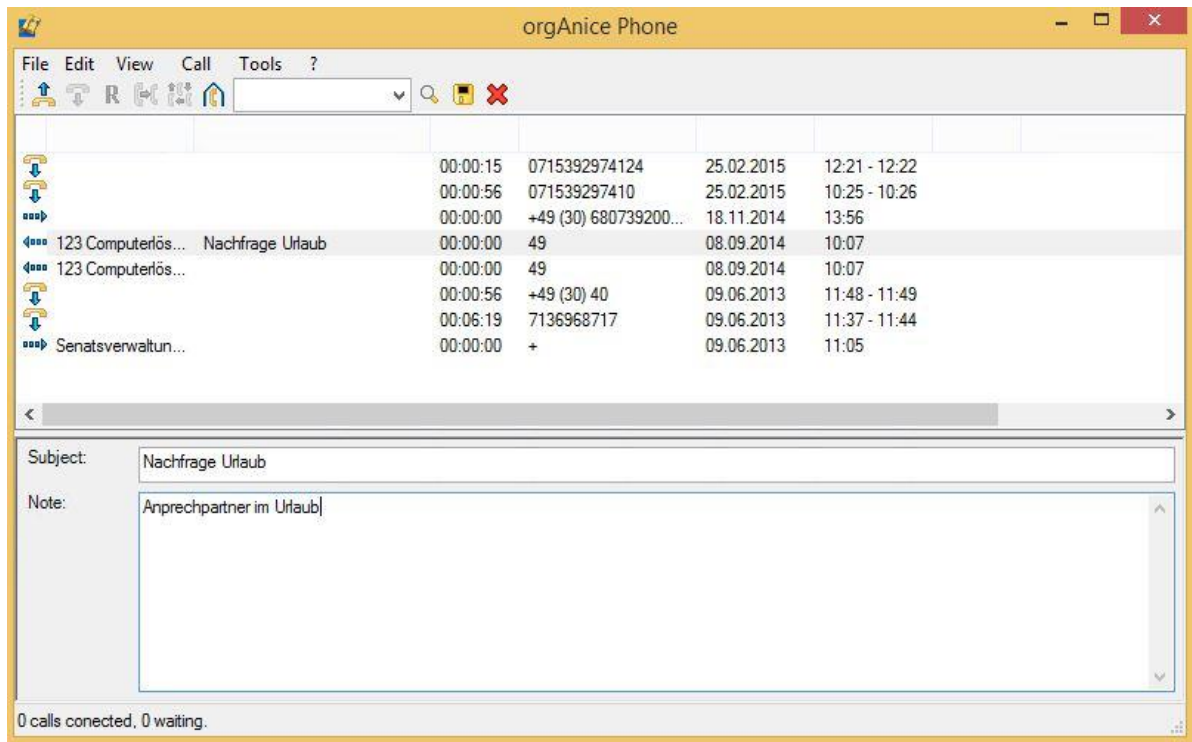 orgAnice Phone
File Edit View Call Tools ?
R
00:00:15 0715392974124 25.02.2015 12:21 - 12:22
00:00:56 071539297410 25.02.2015 10:25 - 10:26
00:00:00 +49 (30) 680739200... 18.11.2014 13:56
123 Computerlös... Nachfrage Urlaub 00:00:00 49 08.09.2014 10:07
123 Computerlös... 00:00:00 49 08.09.2014 10:07
00:00:56 +49 (30) 40 09.06.2013 11:48 - 11:49
00:06:19 7136968717 09.06.2013 11:37 - 11:44
Senatsverwaltun... 00:00:00 + 09.06.2013 11:05
Subject: Nachfrage Urlaub
Note: Anprechpartner im Urlaub
0 calls conected, 0 waiting.